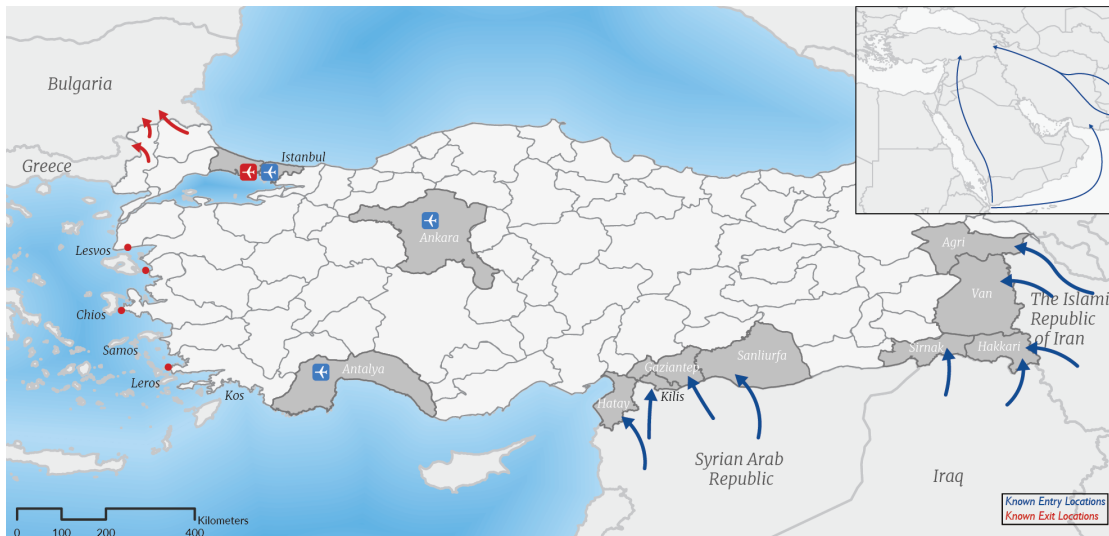 Bulgaria
Greece
Istanbul
Ankara
Lesvos
Chios
Samos
Leros
Kos
Antalya
Hatay
Gaziantep
Kilis
Sanliurfa
Agri
Van
Sirnak
Hakkari
The Islami
Republic
of Iran
Syrian Arab
Republic
Iraq
Kilometers
0 100 200 400
Known Entry Locations
Known Exit Locations